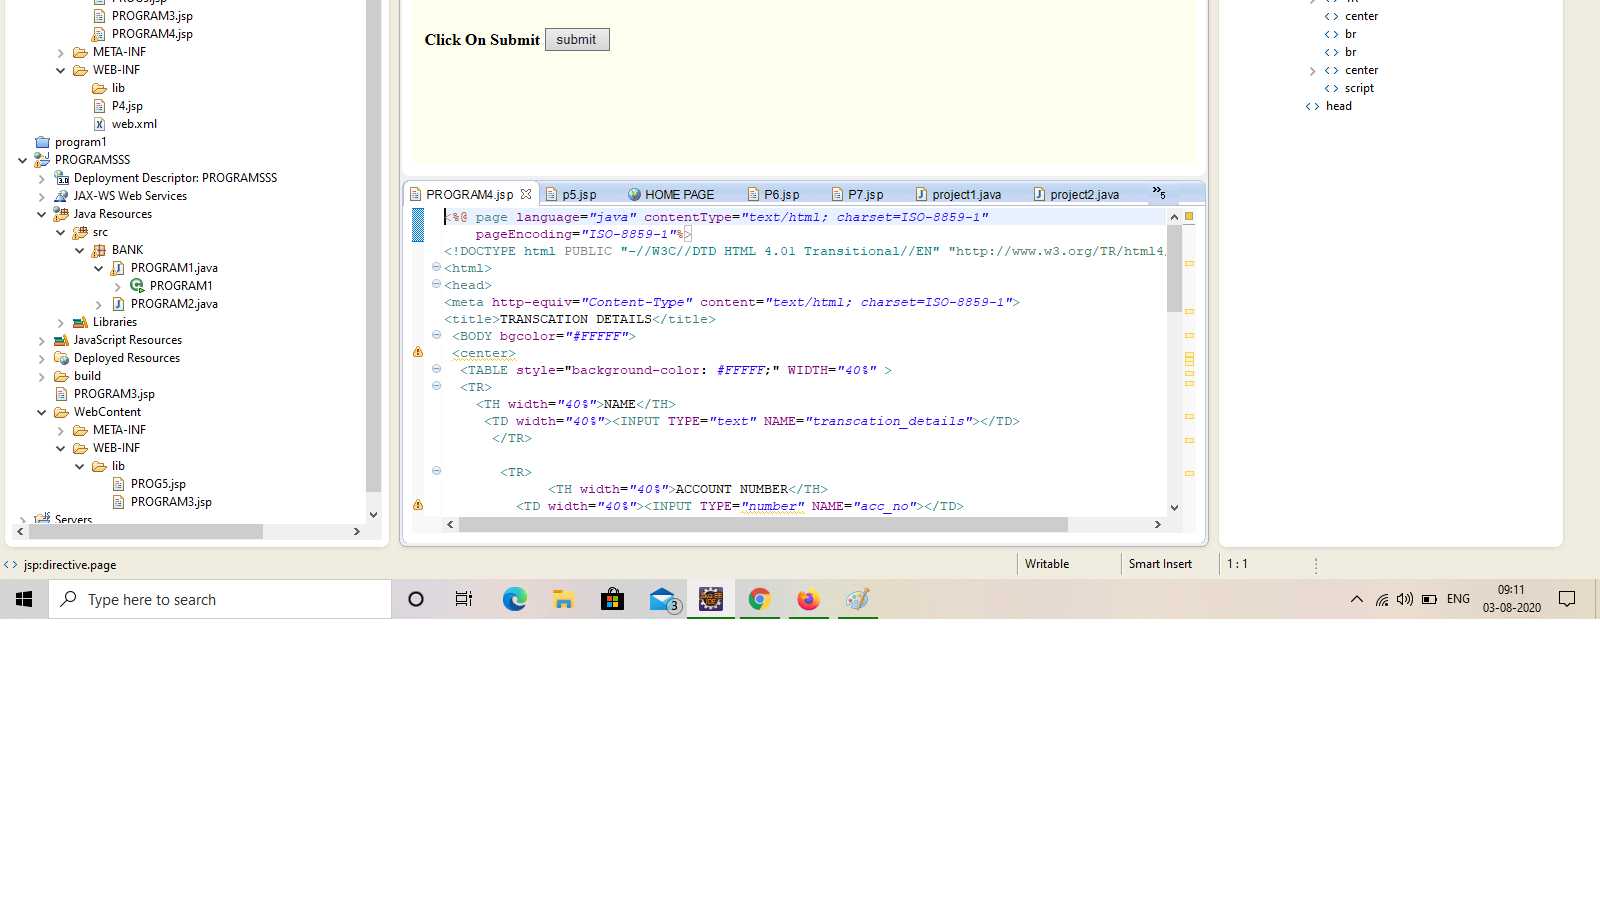 PROGRAM3.jsp
PROGRAM4.jsp
META-INF
WEB-INF
lib
P4.jsp
web.xml
program1
PROGRAMSSS
Deployment Descriptor: PROGRAMSSS
JAX-WS Web Services
Java Resources
src
BANK
PROGRAM1.java
PROGRAM1
PROGRAM2.java
Libraries
JavaScript Resources
Deployed Resources
build
PROGRAM3.jsp
WebContent
META-INF
WEB-INF
lib
PROG5.jsp
PROGRAM3.jsp
Servers
Click On Submit submit
PROGRAM4.jsp p5.jsp HOME PAGE P6.jsp P7.jsp project1.java project2.java »5
<%@ page language="java" contentType="text/html; charset=ISO-8859-1"
pageEncoding="ISO-8859-1"%>
<!DOCTYPE html PUBLIC "-//W3C//DTD HTML 4.01 Transitional//EN" "http://www.w3.org/TR/html4,
<html>
<head>
<meta http-equiv="Content-Type" content="text/html; charset=ISO-8859-1">
<title>TRANSCATION DETAILS</title>
<BODY bgcolor="#FFFFF">
<center>
<TABLE style="background-color: #FFFFF;" WIDTH="40%" >
<TR>
<TH width="40%">NAME</TH>
<TD width="40%"><INPUT TYPE="text" NAME="transcation_details"></TD>
</TR>
<TR>
<TH width="40%">ACCOUNT NUMBER</TH>
<TD width="40%"><INPUT TYPE="number" NAME="acc_no"></TD>
center
br
br
center
script
head
jsp:directive.page
Writable Smart Insert 1 : 1
Type here to search
3
ENG
09:11
03-08-2020